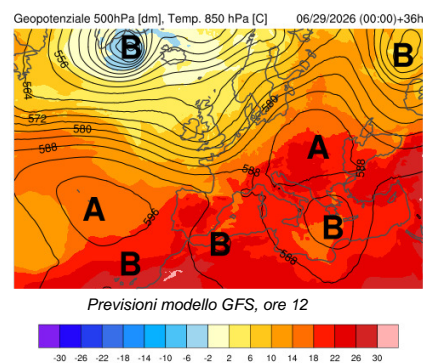 Geopotenziale 500hPa [dm], Temp. 850 hPa [C] 06/29/2026 (00:00)+36h
B B
556
564
572 580 580
588
588 588
A
A 586
B
B
B 588
Previsioni modello GFS, ore 12
-30 -26 -22 -18 -14 -10 -6 -2 2 6 10 14 18 22 26 30